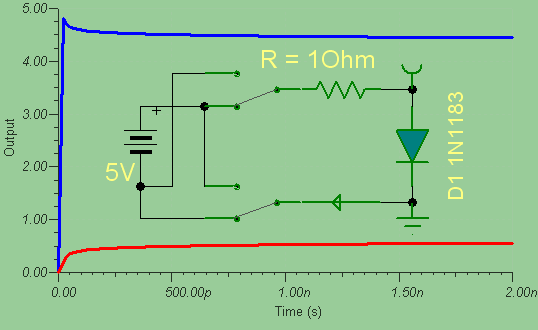 5.00
4.00
R = 1Ohm
3.00
+
D1 1N1183
Output
2.00
5V
1.00
0.00
0.00
500.00p
1.00n
1.50n
2.00n
Time (s)